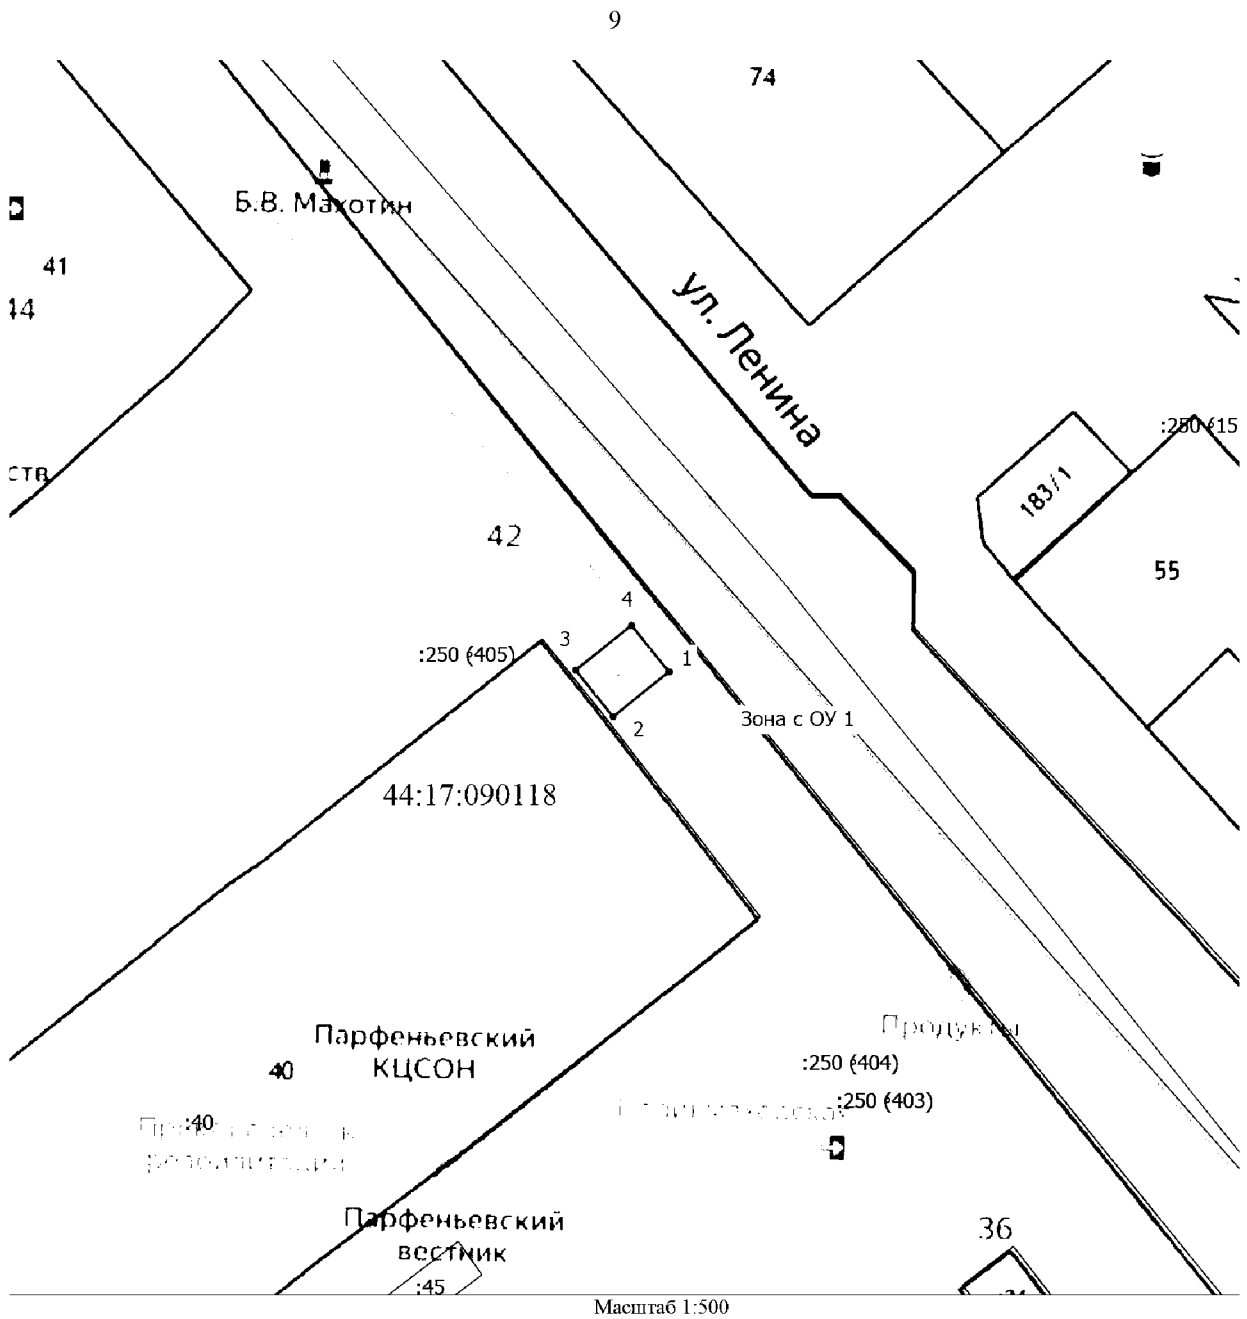 9
74
Б.В. Махотин
41
44
ул. Ленина
:250 (415
ств
183/1
42
55
4
3
:250 (405)
1
Зона с ОУ 1
2
44:17:090118
Продукты
Парфеньевский
КЦСОН
:250 (404)
40
:250 (403)
:40
Парфеньевский
вестник
36
:45
Масштаб 1:500